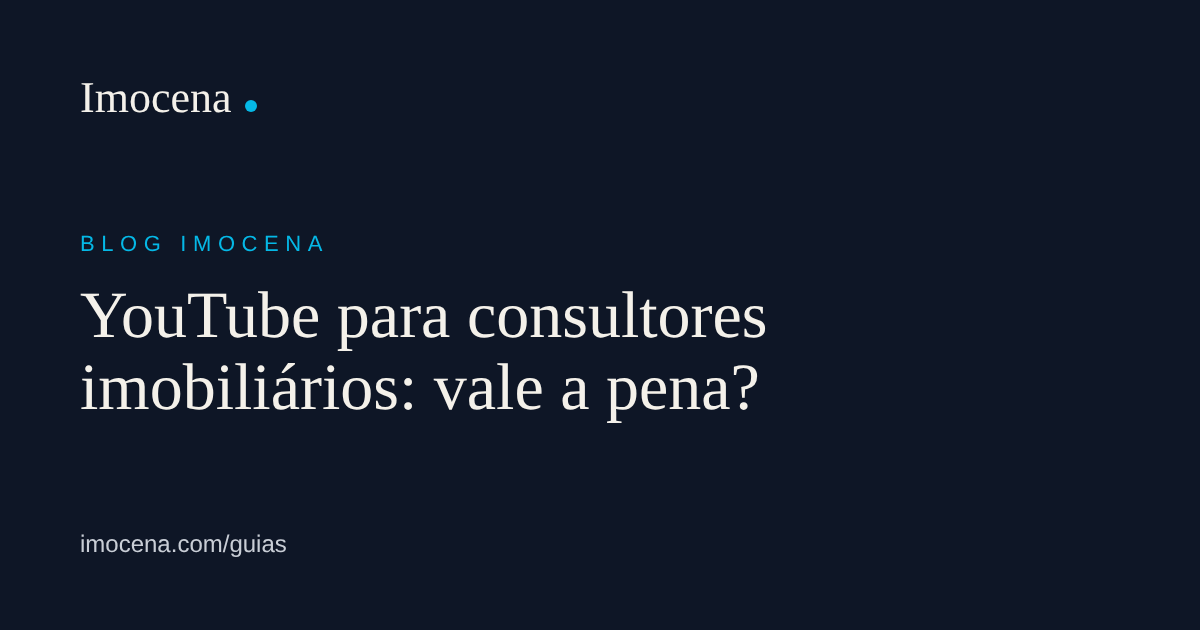 Imocena
BLOG IMOCENA
YouTube para consultores
imobiliários: vale a pena?
imocena.com/guias